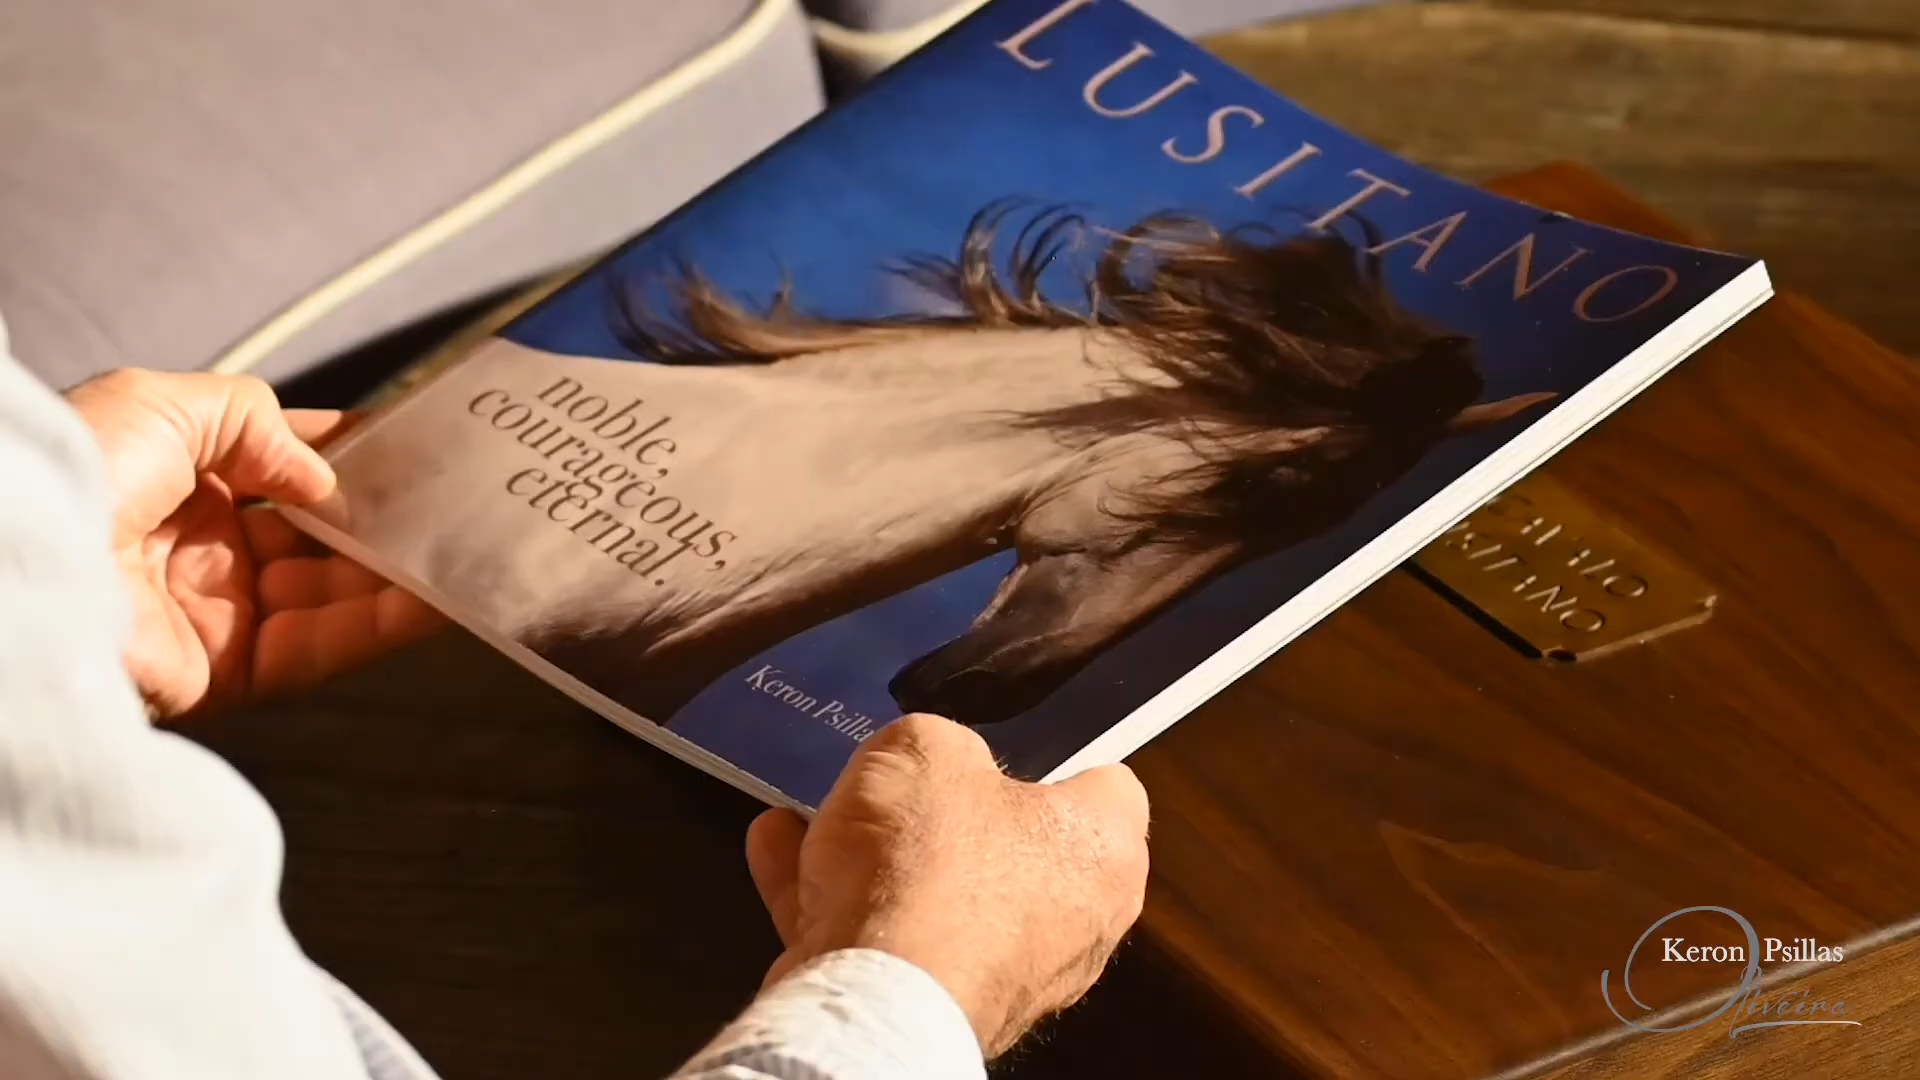 LUSITANO
noble,
courageous,
eternal.
Keron Psilla
Keron Psillas
Oliveira